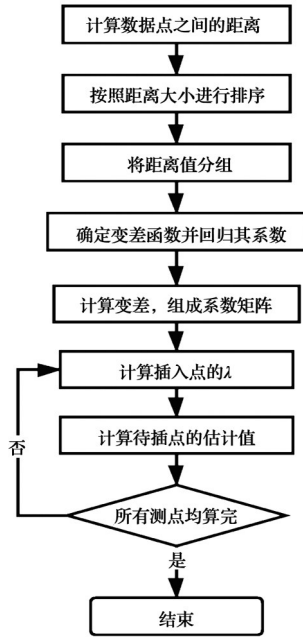 计算数据点之间的距离
按照距离大小进行排序
将距离值分组
确定变差函数并回归其系数
计算变差，组成系数矩阵
计算插入点的λ
计算待插点的估计值
否
所有测点均算完
是
结束